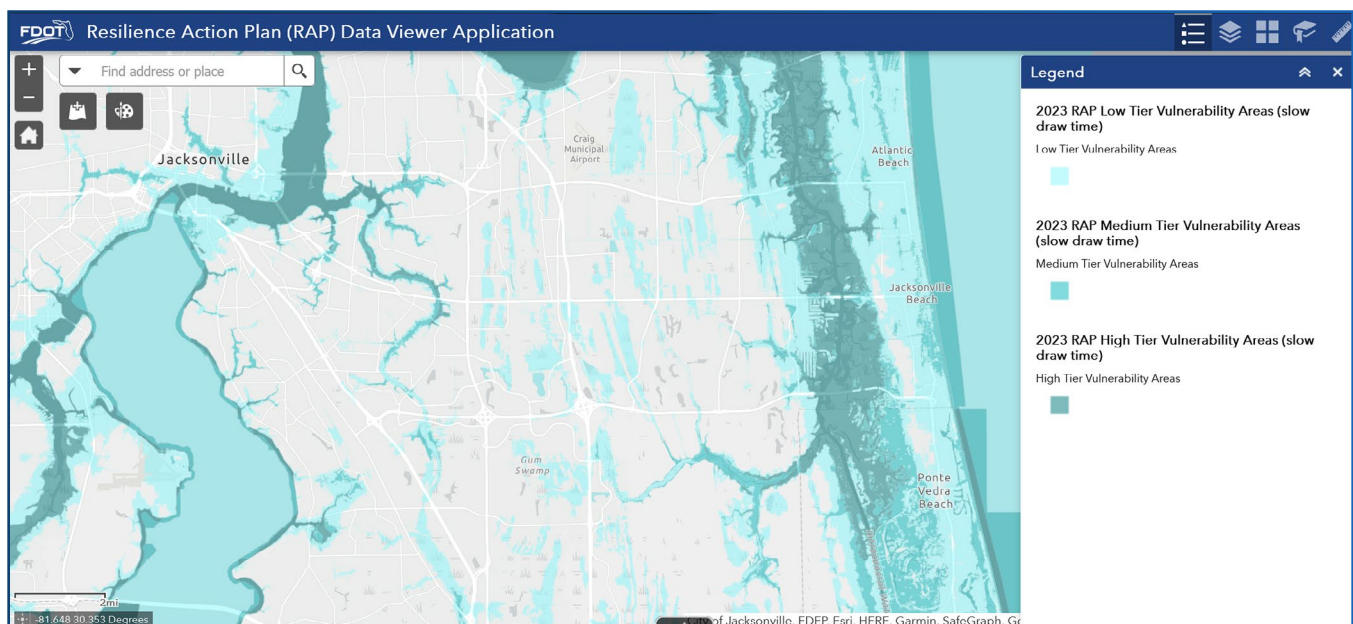 FDOT Resilience Action Plan (RAP) Data Viewer Application
+
Find address or place
−
Jacksonville
Craig
Municipal
Airport
Atlantic
Beach
Jacksonville
Beach
Gum
Swamp
Ponte
Vedra
Beach
2mi
-81.648 30.353 Degrees
City of Jacksonville, FDEP, Esri, HERE, Garmin, SafeGraph, Ge
Legend
2023 RAP Low Tier Vulnerability Areas (slow
draw time)
Low Tier Vulnerability Areas
2023 RAP Medium Tier Vulnerability Areas
(slow draw time)
Medium Tier Vulnerability Areas
2023 RAP High Tier Vulnerability Areas (slow
draw time)
High Tier Vulnerability Areas